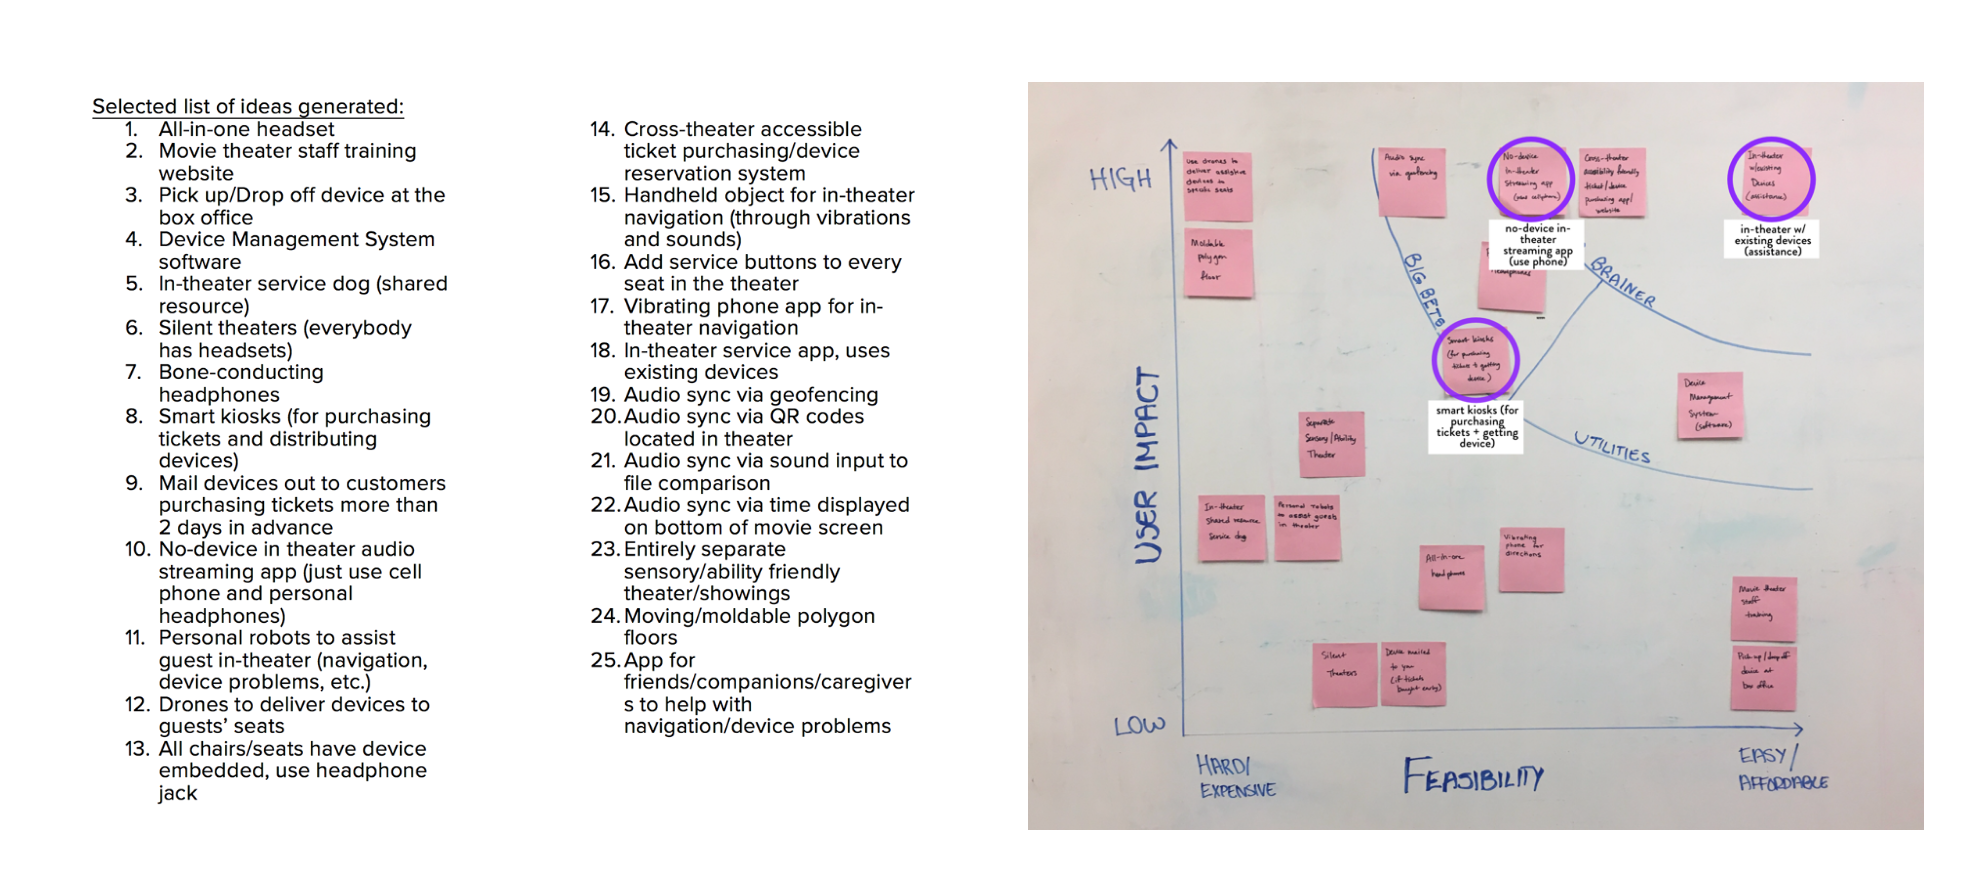 Selected list of ideas generated:
1. All-in-one headset
2. Movie theater staff training
website
3. Pick up/Drop off device at the
box office
4. Device Management System
software
5. In-theater service dog (shared
resource)
6. Silent theaters (everybody
has headsets)
7. Bone-conducting
headphones
8. Smart kiosks (for purchasing
tickets and distributing
devices)
9. Mail devices out to customers
purchasing tickets more than
2 days in advance
10. No-device in theater audio
streaming app (just use cell
phone and personal
headphones)
11. Personal robots to assist
guest in-theater (navigation,
device problems, etc.)
12. Drones to deliver devices to
guests’ seats
13. All chairs/seats have device
embedded, use headphone
jack
14. Cross-theater accessible
ticket purchasing/device
reservation system
15. Handheld object for in-theater
navigation (through vibrations
and sounds)
16. Add service buttons to every
seat in the theater
17. Vibrating phone app for in-
theater navigation
18. In-theater service app, uses
existing devices
19. Audio sync via geofencing
20. Audio sync via QR codes
located in theater
21. Audio sync via sound input to
file comparison
22. Audio sync via time displayed
on bottom of movie screen
23. Entirely separate
sensory/ability friendly
theater/showings
24. Moving/moldable polygon
floors
25. App for
friends/companions/caregiver
s to help with
navigation/device problems
HIGH
USER IMPACT
LOW
HARD/
EXPENSIVE
FEASIBILITY
EASY/
AFFORDABLE
BIG BETS
BRAINER
UTILITIES
Use drones to
deliver assistive
devices to
specific seats
Moldable
polygon
floor
Audio sync
via geofencing
No-device
In-theater
Streaming app
(use cellphone)
no-device in-
theater
streaming app
(use phone)
Headphones
Cross-theater
accessibility friendly
ticket/device
purchasing app/
website
In-theater
w/existing
Devices
(assistance)
in-theater w/
existing devices
(assistance)
Smart kiosks
(for purchasing
tickets + getting
device)
smart kiosks (for
purchasing
tickets + getting
device)
Device
Management
System
(software)
Separate
Sensory/Ability
Theater
In-theater
Shared resource
Service dog
Personal robots
to assist guests
in theater
All-in-one
headphones
Vibrating
phone for
directions
Movie theater
staff
training
Pick-up/drop off
device at
box office
Silent
Theaters
Device mailed
to you
(if tickets
bought early)